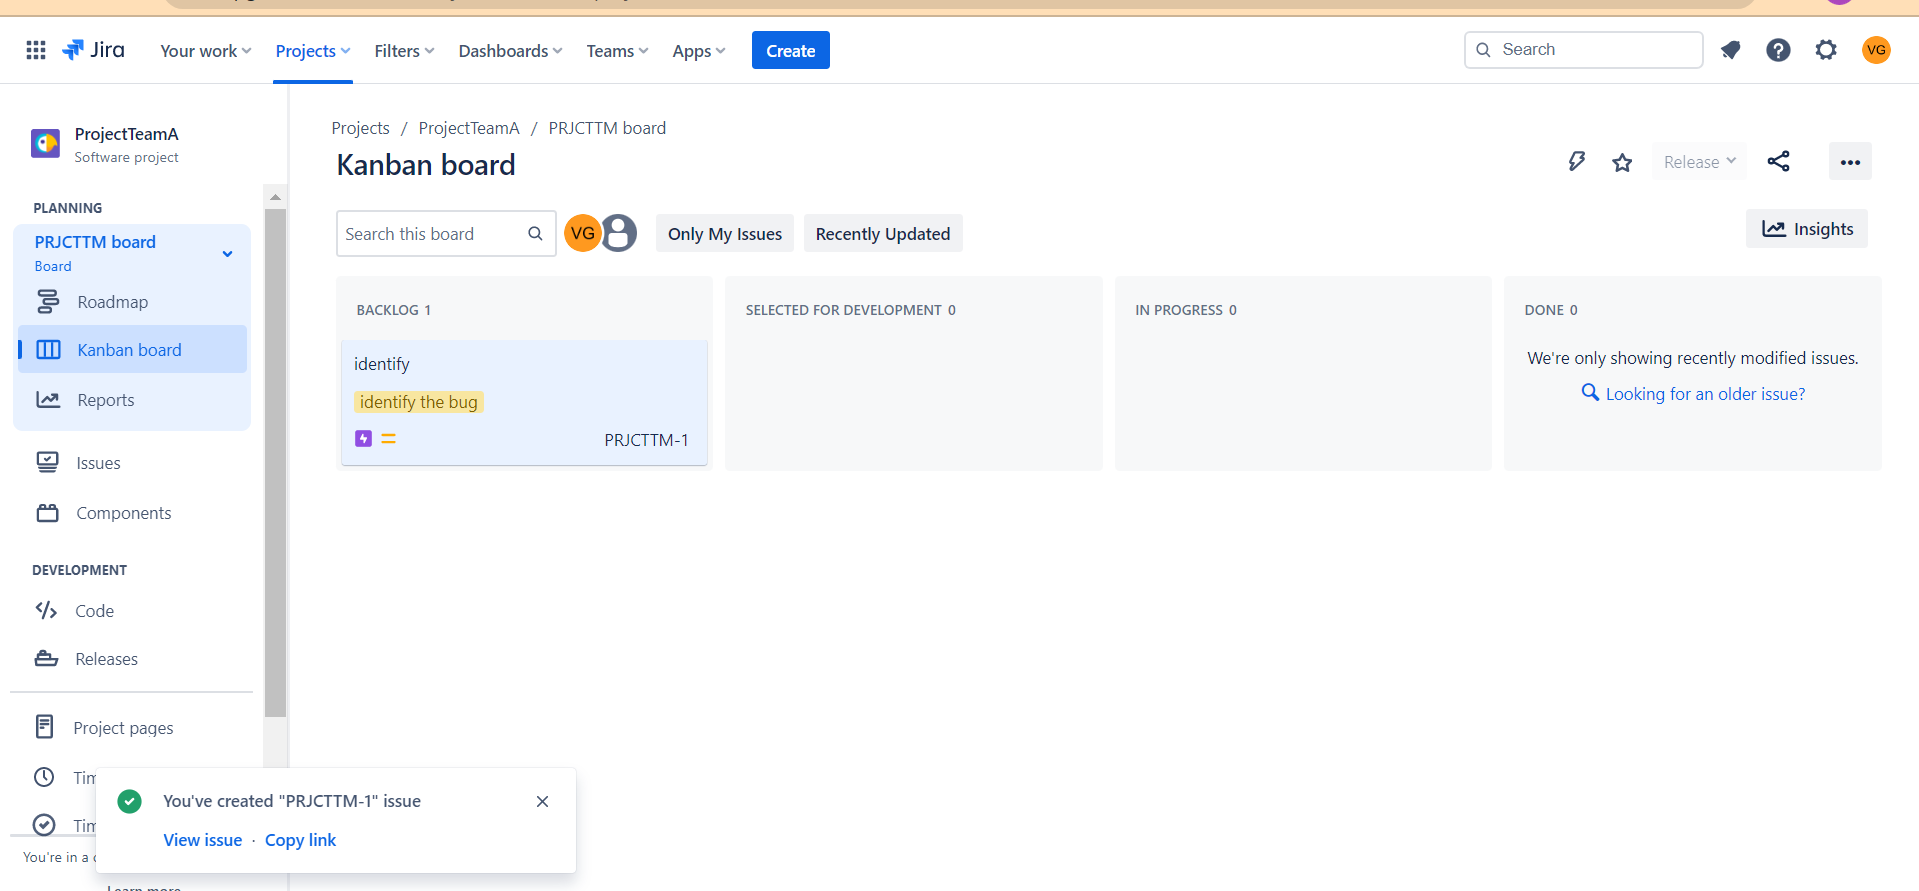 Jira
Your work
Projects
Filters
Dashboards
Teams
Apps
Create
Search
VG
ProjectTeamA
Software project
PLANNING
PRJCTTM board
Board
Roadmap
Kanban board
Reports
Issues
Components
DEVELOPMENT
Code
Releases
Project pages
Tim
Tim
You're in a c
Learn more
Projects / ProjectTeamA / PRJCTTM board
Kanban board
Release
Search this board
VG
Only My Issues
Recently Updated
Insights
BACKLOG 1
identify
identify the bug
PRJCTTM-1
SELECTED FOR DEVELOPMENT 0
IN PROGRESS 0
DONE 0
We're only showing recently modified issues.
Looking for an older issue?
You've created "PRJCTTM-1" issue
View issue · Copy link